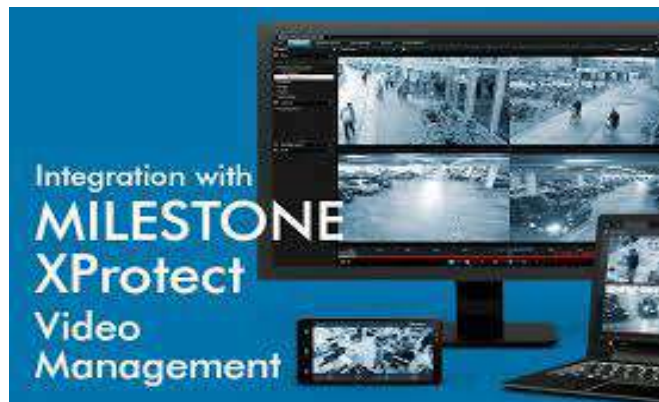 Integration with
MILESTONE
XProtect
Video
Management